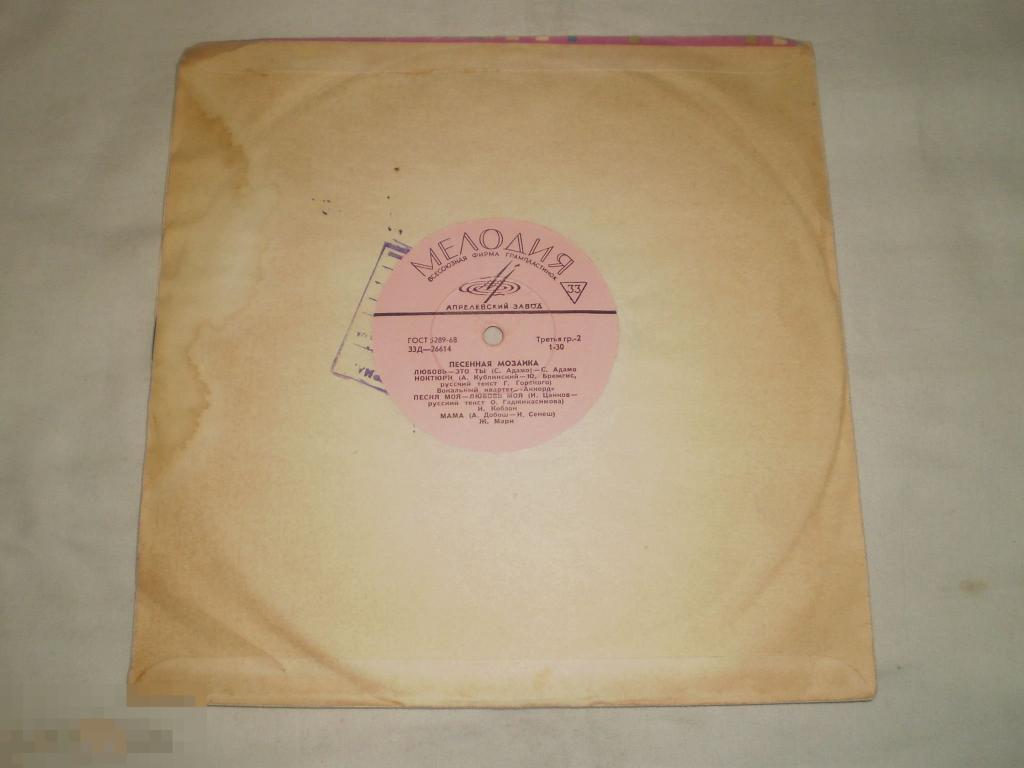 МЕЛОДИЯ
ВСЕСОЮЗНАЯ ФИРМА ГРАМПЛАСТИНОК
33
АПРЕЛЕВСКИЙ ЗАВОД
ГОСТ 5289-68 Третья гр.-2
33Д—26614 1-30
ПЕСЕННАЯ МОЗАИКА
ЛЮБОВЬ—ЭТО ТЫ (С. Адамо)—С. Адамо
НОКТЮРН (А. Кублинский—Ю. Бремгис,
русский текст Г. Горского)
Вокальный квартет «Аккорд»
ПЕСНЯ МОЯ—ЛЮБОВЬ МОЯ (И. Цанков—
русский текст О. Гаджикасимова)
И. Кобзон
МАМА (А. Добош—И. Сенеш)
Ж. Мари